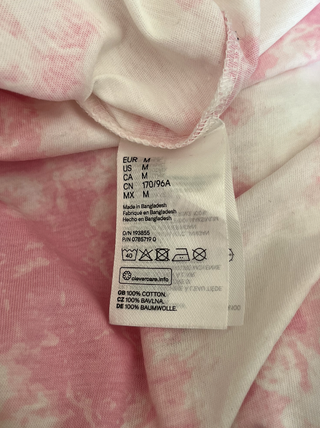 EUR M
US M
CA M
CN 170/96A
MX M
Made in Bangladesh
Fabriqué en Bangladesh
Hecho en Bangladesh
O/N 193855
P/N 0785719 0
40
clevercare.info
GB 100% COTTON.
CZ 100% BAVLNA.
DE 100% BAUMWOLLE.